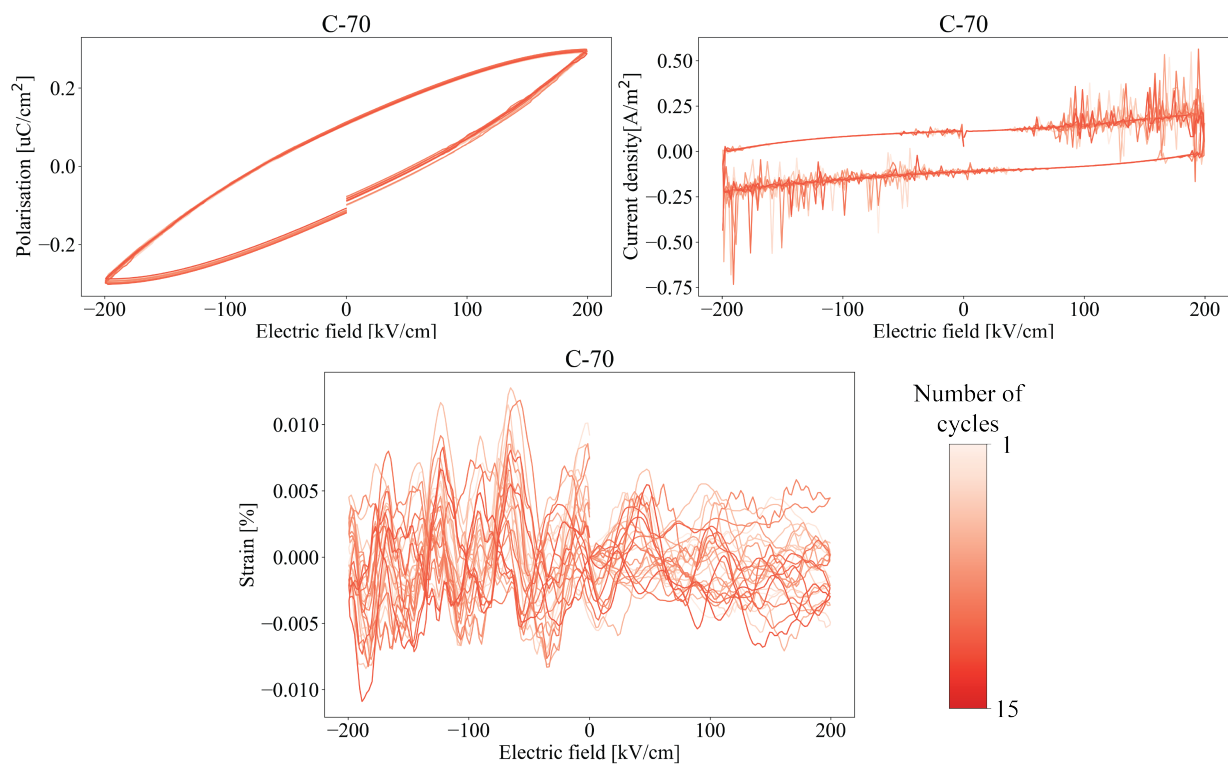 C-70
Polarisation [uC/cm²]
0.2
0.0
−0.2
−200
−100
0
100
200
Electric field [kV/cm]
C-70
Current density[A/m²]
0.50
0.25
0.00
−0.25
−0.50
−0.75
−200
−100
0
100
200
Electric field [kV/cm]
C-70
Strain [%]
0.010
0.005
0.000
−0.005
−0.010
−200
−100
0
100
200
Electric field [kV/cm]
Number of
cycles
1
15